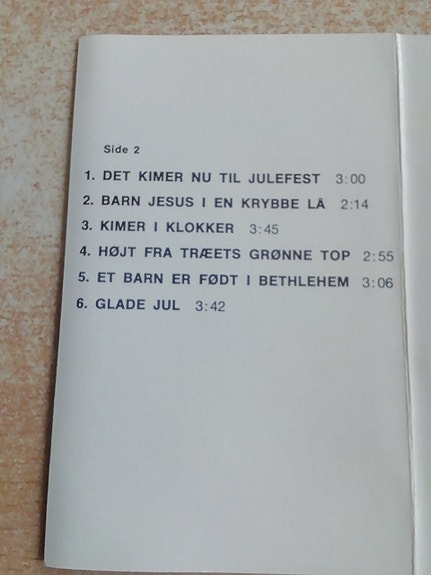 Side 2
1. DET KIMER NU TIL JULEFEST 3:00
2. BARN JESUS I EN KRYBBE LÅ 2:14
3. KIMER I KLOKKER 3:45
4. HØJT FRA TRÆETS GRØNNE TOP 2:55
5. ET BARN ER FØDT I BETHLEHEM 3:06
6. GLADE JUL 3:42